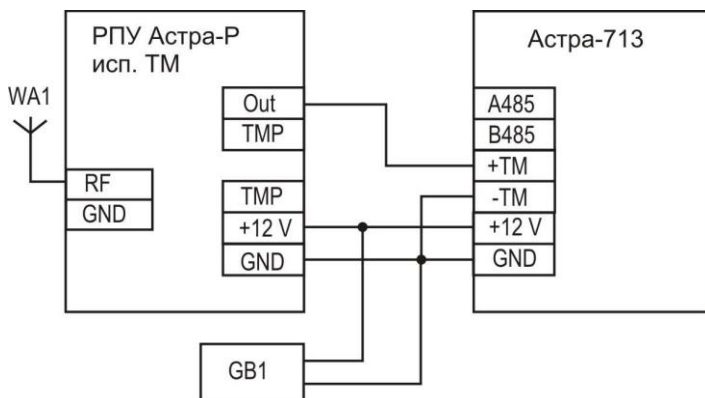 РПУ Астра-Р
исп. ТМ
WA1
RF
GND
Out
TMP
TMP
+12 V
GND
Астра-713
A485
B485
+TM
-TM
+12 V
GND
GB1